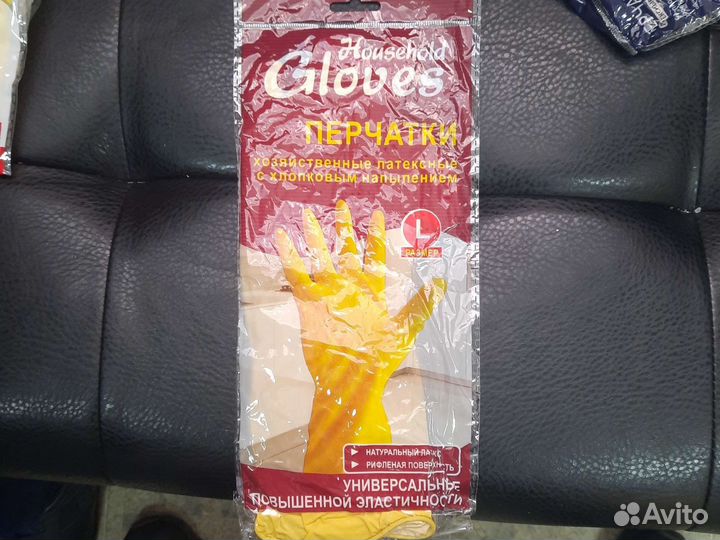 Household
Gloves
ПЕРЧАТКИ
хозяйственные латексные
с хлопковым напылением
L
РАЗМЕР
НАТУРАЛЬНЫЙ ЛАТЕКС
РИФЛЕНАЯ ПОВЕРХНОСТЬ
УНИВЕРСАЛЬНЫЕ
ПОВЫШЕННОЙ ЭЛАСТИЧНОСТИ
Avito